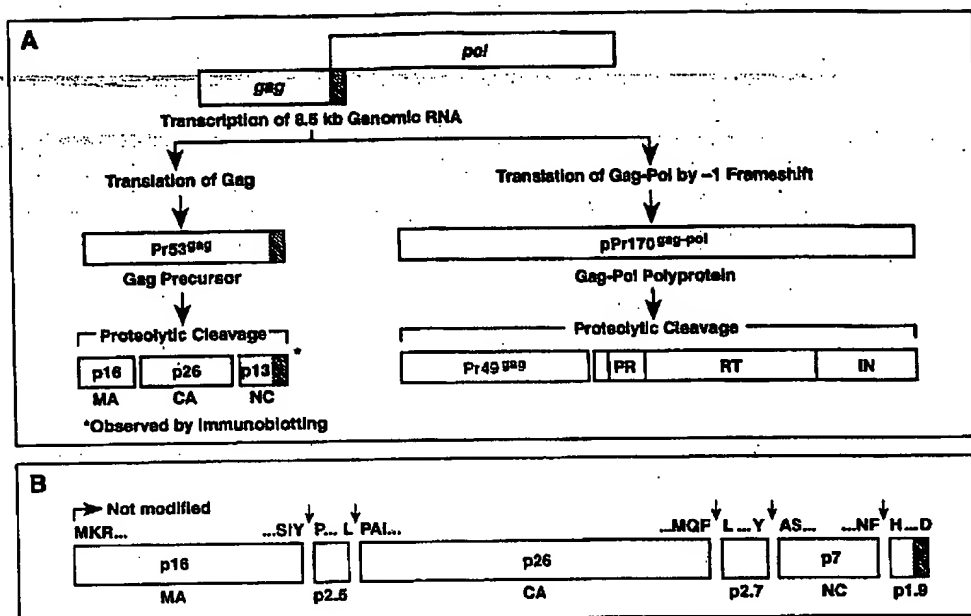 A
pol
gag
Transcription of 8.5 kb Genomic RNA
Translation of Gag
Translation of Gag-Pol by –1 Frameshift
Pr53gag
pPr170gag-pol
Gag Precursor
Gag-Pol Polyprotein
Proteolytic Cleavage
Proteolytic Cleavage
p16 p26 p13 *
Pr49gag PR RT IN
MA CA NC
*Observed by Immunoblotting
B
Not modified
MKR... ...SIY P... L PAI... ...MQF L ... Y AS... ...NF H ... D
p16 p26 p7
MA p2.5 CA p2.7 NC p1.9